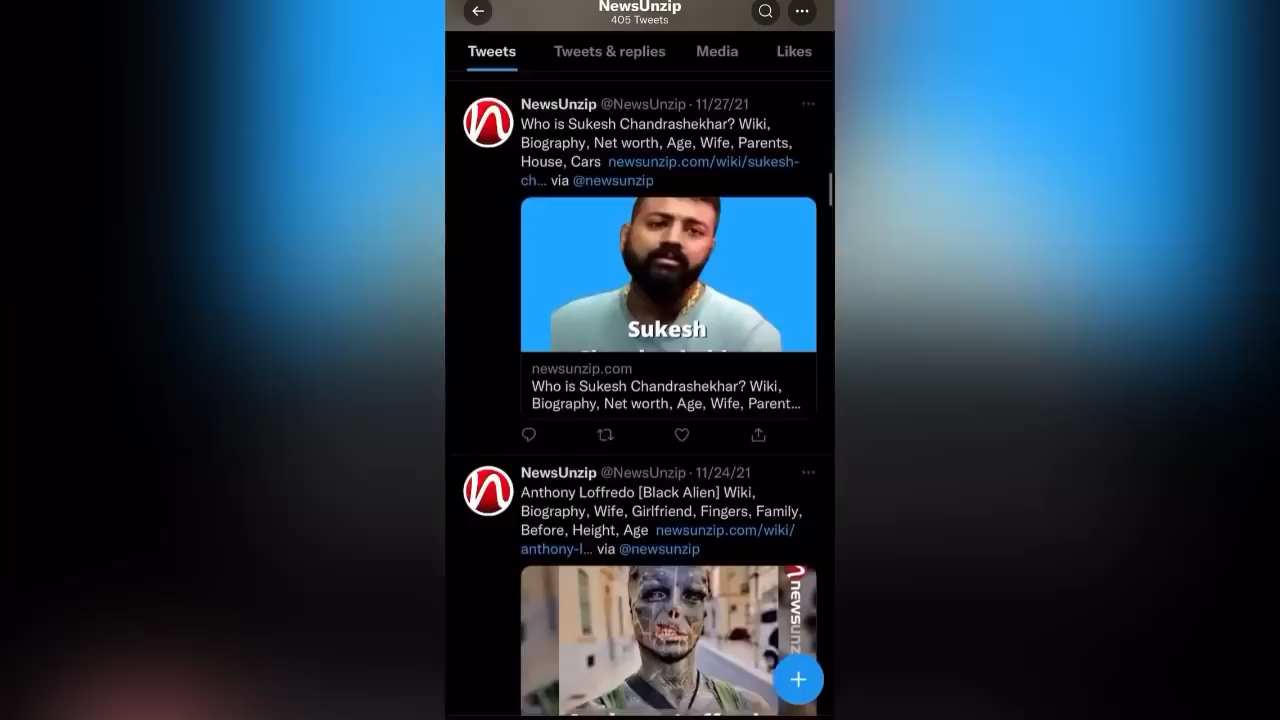 NewsUnzip
405 Tweets
Tweets Tweets & replies Media Likes
NewsUnzip @NewsUnzip · 11/27/21
Who is Sukesh Chandrashekhar? Wiki,
Biography, Net worth, Age, Wife, Parents,
House, Cars newsunzip.com/wiki/sukesh-
ch... via @newsunzip
Sukesh
newsunzip.com
Who is Sukesh Chandrashekhar? Wiki,
Biography, Net worth, Age, Wife, Parent...
NewsUnzip @NewsUnzip · 11/24/21
Anthony Loffredo [Black Alien] Wiki,
Biography, Wife, Girlfriend, Fingers, Family,
Before, Height, Age newsunzip.com/wiki/
anthony-l... via @newsunzip
newsunz